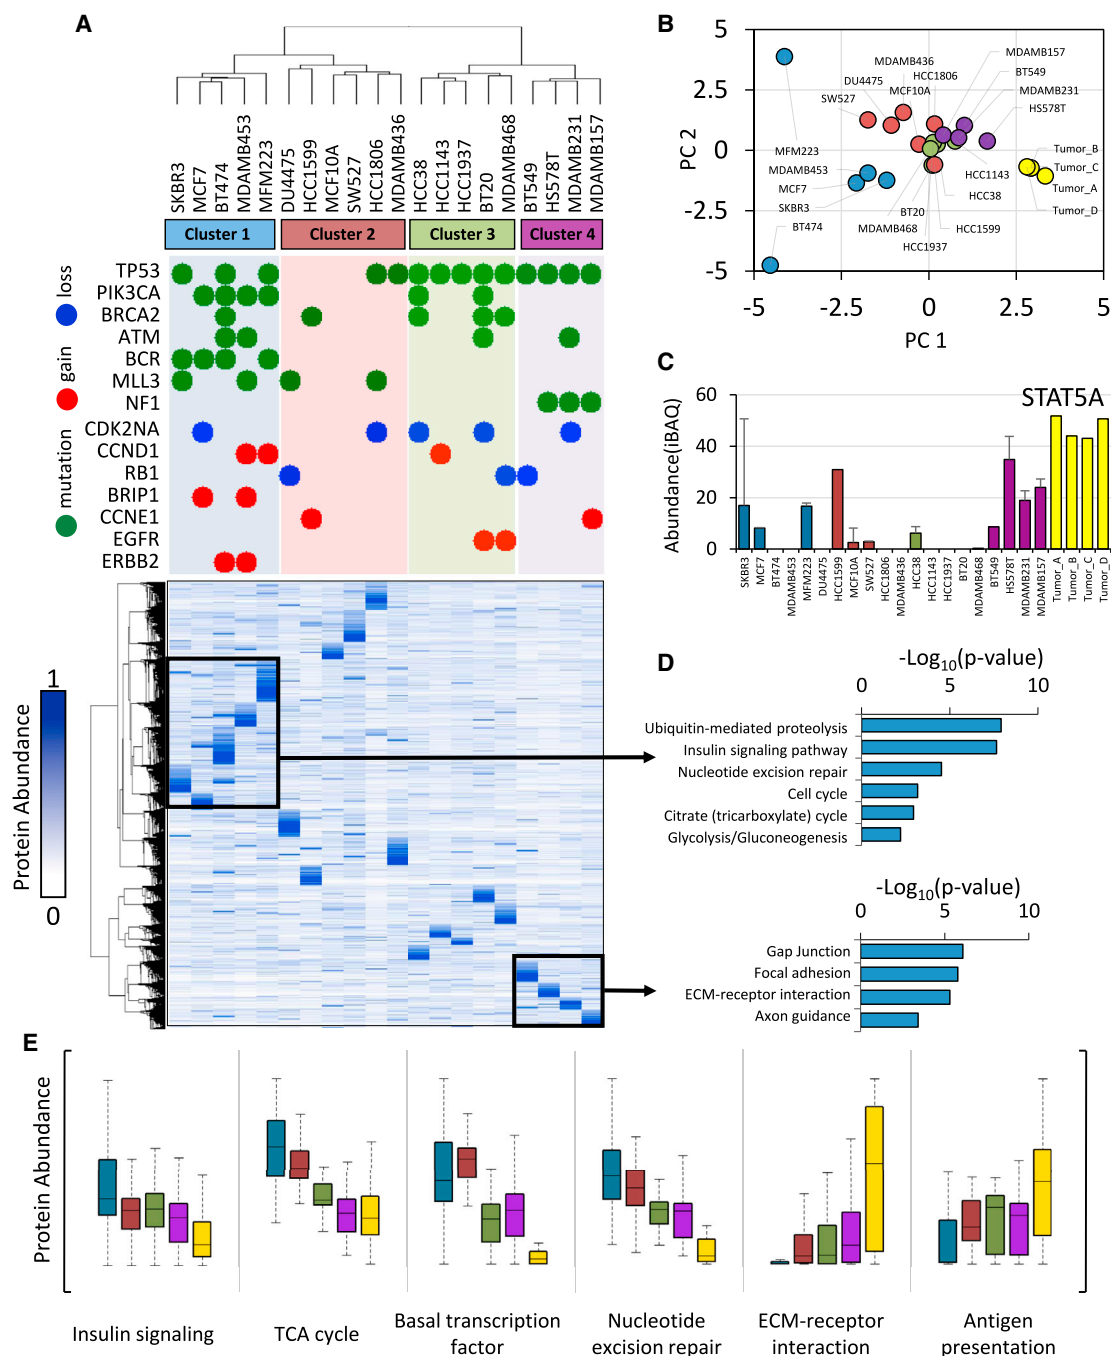 A
SKBR3
MCF7
BT474
MDAMB453
MFM223
DU4475
HCC1599
MCF10A
SW527
HCC1806
MDAMB436
HCC38
HCC1143
HCC1937
BT20
MDAMB468
BT549
HS578T
MDAMB231
MDAMB157
Cluster 1
Cluster 2
Cluster 3
Cluster 4
TP53
PIK3CA
BRCA2
ATM
BCR
MLL3
NF1
CDK2NA
CCND1
RB1
BRIP1
CCNE1
EGFR
ERBB2
loss
gain
mutation
Protein Abundance
1
0
B
PC 2
5
2.5
0
-2.5
-5
-5
-2.5
0
2.5
5
PC 1
MDAMB157
MDAMB436
BT549
HCC1806
DU4475
MDAMB231
MCF10A
SW527
HS578T
MFM223
Tumor_B
MDAMB453
Tumor_C
HCC1143
MCF7
Tumor_A
HCC38
SKBR3
Tumor_D
BT20
BT474
MDAMB468
HCC1599
HCC1937
C
STAT5A
Abundance(iBAQ)
60
40
20
0
SKBR3
MCF7
BT474
MDAMB453
MFM223
DU4475
HCC1599
MCF10A
SW527
HCC1806
MDAMB436
HCC38
HCC1143
HCC1937
BT20
MDAMB468
BT549
HS578T
MDAMB231
MDAMB157
Tumor_A
Tumor_B
Tumor_C
Tumor_D
D
-Log10(p-value)
0 5 10
Ubiquitin-mediated proteolysis
Insulin signaling pathway
Nucleotide excision repair
Cell cycle
Citrate (tricarboxylate) cycle
Glycolysis/Gluconeogenesis
-Log10(p-value)
0 5 10
Gap Junction
Focal adhesion
ECM-receptor interaction
Axon guidance
E
Protein Abundance
Insulin signaling
TCA cycle
Basal transcription
factor
Nucleotide
excision repair
ECM-receptor
interaction
Antigen
presentation